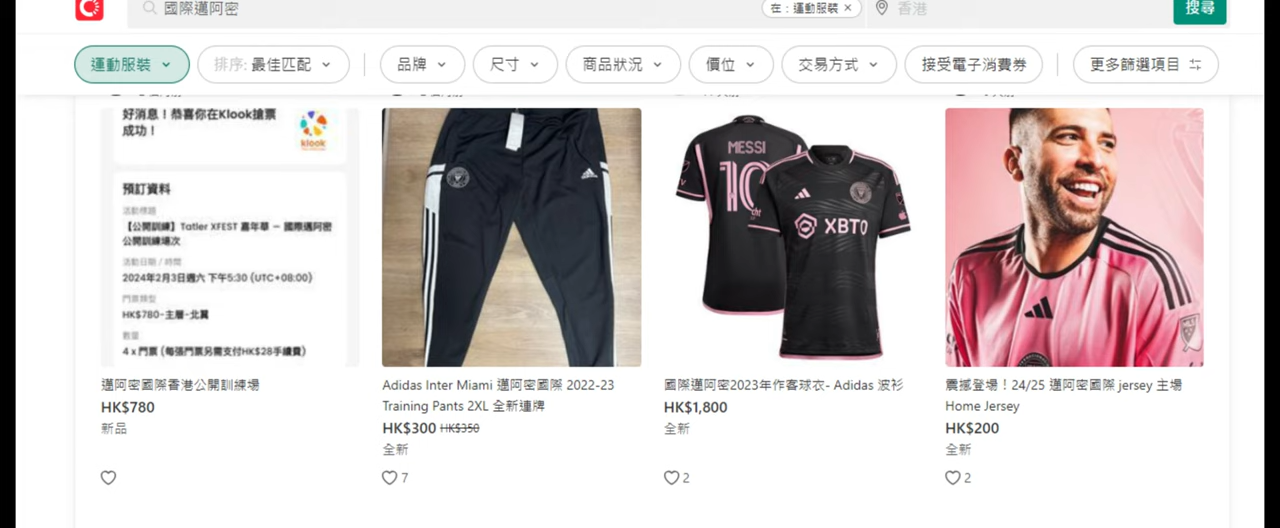 國際邁阿密
在：運動服裝 ×
香港
搜尋
運動服裝
排序: 最佳匹配
品牌
尺寸
商品狀況
價位
交易方式
接受電子消費券
更多篩選項目
好消息！恭喜你在Klook搶票
成功！
klook
預訂資料
活動標題
【公開訓練】Tatler XFEST 嘉年華 － 國際邁阿密
公開訓練場次
活動日期 / 時間
2024年2月3日週六 下午5:30 (UTC+08:00)
門票類型
HK$780-主層-北翼
數量
4 x 門票 (每張門票另需支付HK$28手續費)
adidas
MESSI
10
XBTO
邁阿密國際香港公開訓練場
HK$780
新品
Adidas Inter Miami 邁阿密國際 2022-23
Training Pants 2XL 全新連牌
HK$300 HK$350
全新
7
國際邁阿密2023年作客球衣- Adidas 波衫
HK$1,800
全新
2
震撼登場！24/25 邁阿密國際 jersey 主場
Home Jersey
HK$200
全新
2